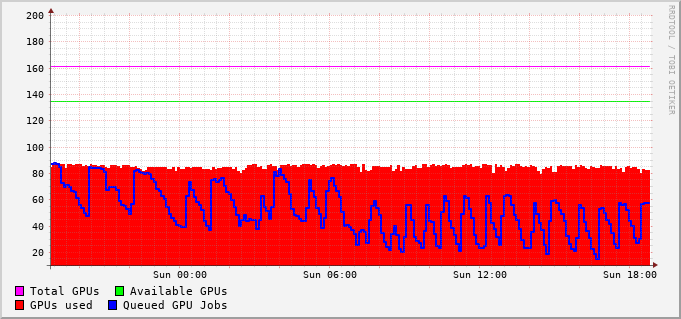 200
180
160
140
120
100
80
60
40
20
Sun 00:00 Sun 06:00 Sun 12:00 Sun 18:00
Total GPUs Available GPUs
GPUs used Queued GPU Jobs
RRDTOOL / TOBI OETIKER